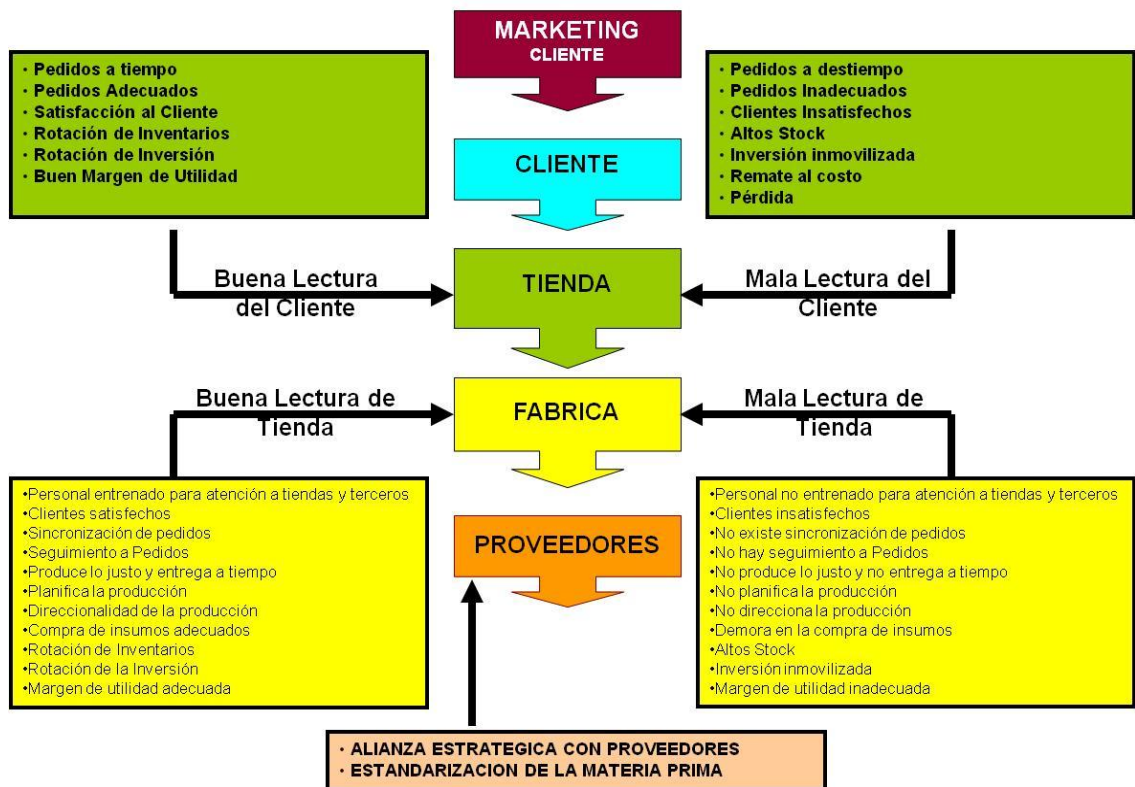 MARKETING
CLIENTE
· Pedidos a tiempo
· Pedidos Adecuados
· Satisfacción al Cliente
· Rotación de Inventarios
· Rotación de Inversión
· Buen Margen de Utilidad
CLIENTE
· Pedidos a destiempo
· Pedidos Inadecuados
· Clientes Insatisfechos
· Altos Stock
· Inversión inmovilizada
· Remate al costo
· Pérdida
Buena Lectura
del Cliente
TIENDA
Mala Lectura del
Cliente
Buena Lectura de
Tienda
FABRICA
Mala Lectura de
Tienda
•Personal entrenado para atención a tiendas y terceros
•Clientes satisfechos
•Sincronización de pedidos
•Seguimiento a Pedidos
•Produce lo justo y entrega a tiempo
•Planifica la producción
•Direccionalidad de la producción
•Compra de insumos adecuados
•Rotación de Inventarios
•Rotación de la Inversión
•Margen de utilidad adecuada
PROVEEDORES
•Personal no entrenado para atención a tiendas y terceros
•Clientes insatisfechos
•No existe sincronización de pedidos
•No hay seguimiento a Pedidos
•No produce lo justo y no entrega a tiempo
•No planifica la producción
•No direcciona la producción
•Demora en la compra de insumos
•Altos Stock
•Inversión inmovilizada
•Margen de utilidad inadecuada
· ALIANZA ESTRATEGICA CON PROVEEDORES
· ESTANDARIZACION DE LA MATERIA PRIMA